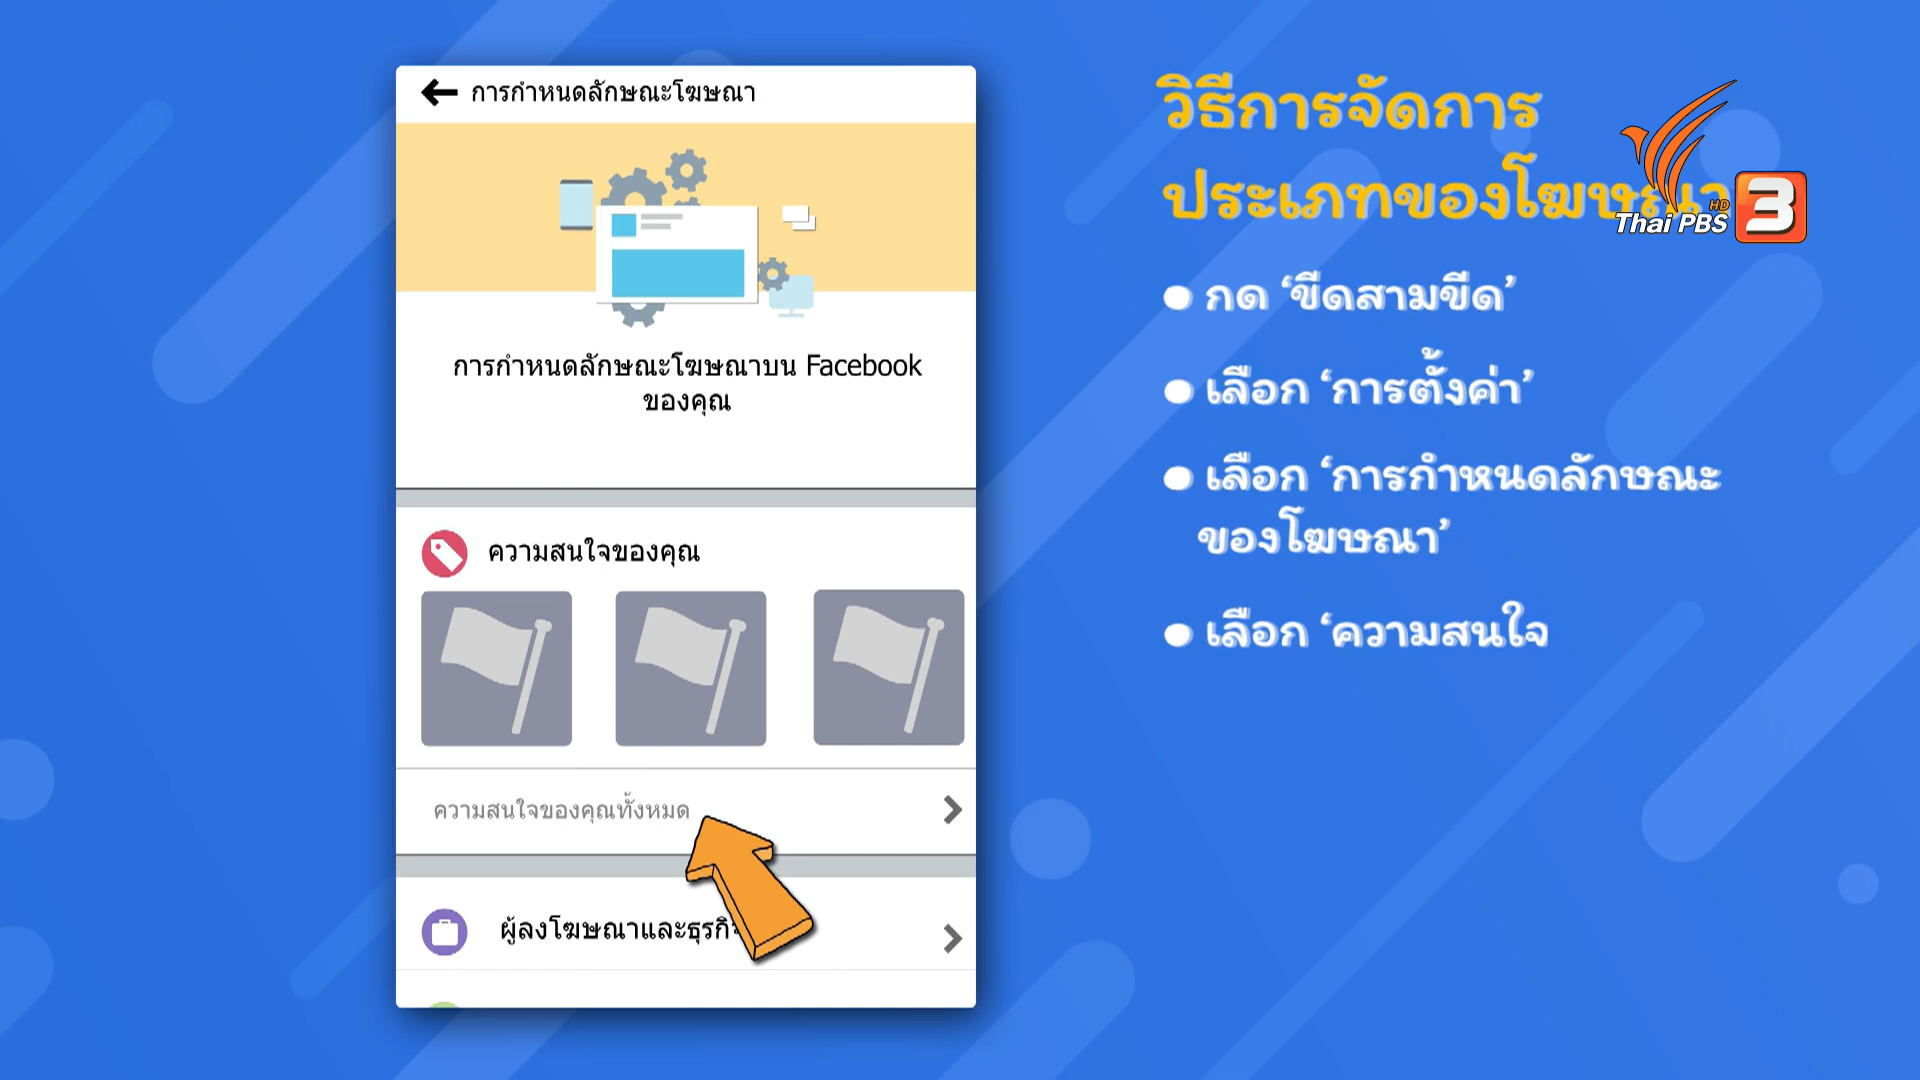 การกำหนดลักษณะโฆษณา
การกำหนดลักษณะโฆษณาบน Facebook
ของคุณ
ความสนใจของคุณ
ความสนใจของคุณทั้งหมด
ผู้ลงโฆษณาและธุรกิ
วิธีการจัดการ
ประเภทของโฆษณา
HD
Thai PBS 3
● กด ‘ขีดสามขีด’
● เลือก ‘การตั้งค่า’
● เลือก ‘การกำหนดลักษณะ
ของโฆษณา’
● เลือก ‘ความสนใจ